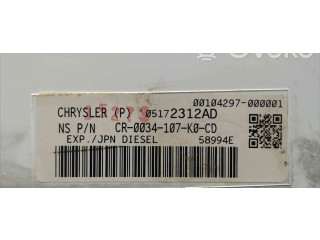 00104297-000001
CHRYSLER (P) 05172312AD
NS P/N CR-0034-107-K0-CD
EXP./JPN DIESEL 58994E